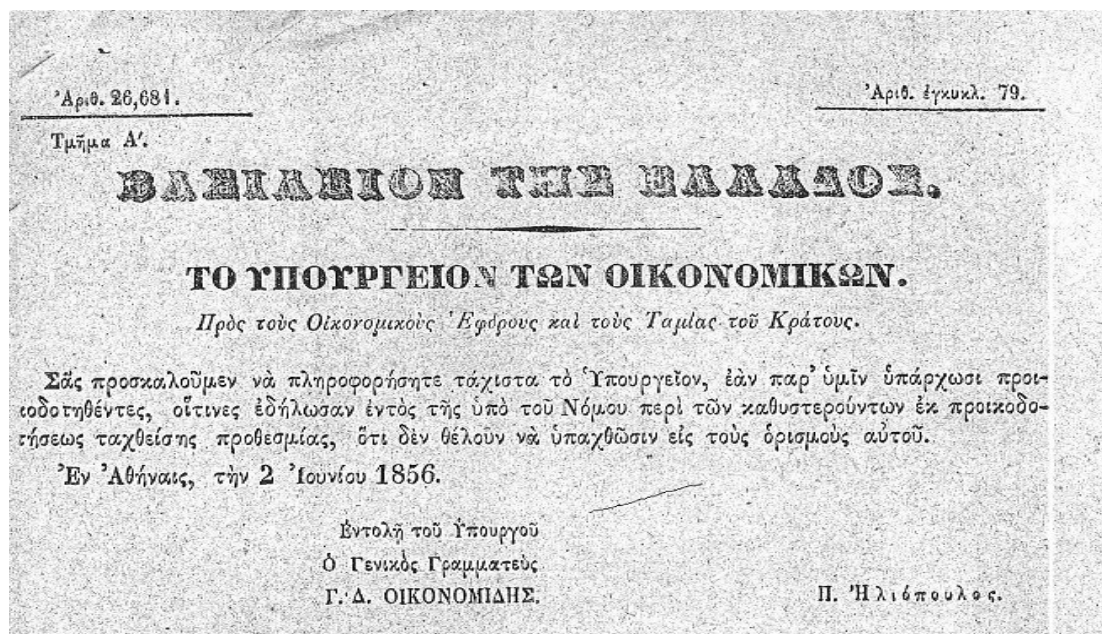 Ἀριθ. 26,681.
Ἀριθ. ἐγκυκλ. 79.
Τμῆμα Α′.
ΒΑΣΙΛΕΙΟΝ ΤΗΣ ΕΛΛΑΔΟΣ.
ΤΟ ΥΠΟΥΡΓΕΙΟΝ ΤΩΝ ΟΙΚΟΝΟΜΙΚΩΝ.
Πρὸς τοὺς Οἰκονομικοὺς Ἐφόρους καὶ τοὺς Ταμίας τοῦ Κράτους.
Σᾶς προσκαλοῦμεν νὰ πληροφορήσητε τάχιστα τὸ Ὑπουργεῖον, ἐὰν παρ' ὑμῖν ὑπάρχωσι προι-
κοδοτηθέντες, οἵτινες ἐδήλωσαν ἐντὸς τῆς ὑπὸ τοῦ Νόμου περὶ τῶν καθυστερούντων ἐκ προικοδο-
τήσεως ταχθείσης προθεσμίας, ὅτι δὲν θέλουν νὰ ὑπαχθῶσιν εἰς τοὺς ὁρισμοὺς αὐτοῦ.
Ἐν Ἀθήναις, τὴν 2 Ἰουνίου 1856.
Ἐντολῇ τοῦ Ὑπουργοῦ
Ὁ Γενικὸς Γραμματεὺς
Γ. Δ. ΟΙΚΟΝΟΜΙΔΗΣ.
Π. Ἡλιόπουλος.